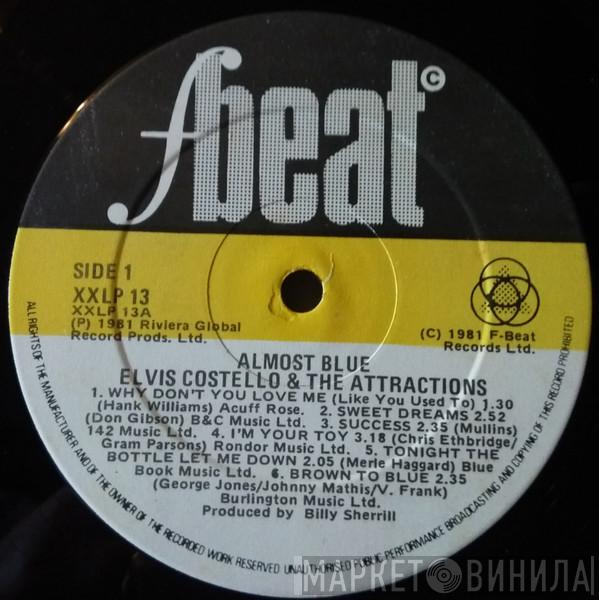 fbeat ©
SIDE 1
XXLP 13
XXLP 13A
(P) 1981 Riviera Global
Record Prods. Ltd.
(C) 1981 F-Beat
Records Ltd.
ALMOST BLUE
ELVIS COSTELLO & THE ATTRACTIONS
1. WHY DON'T YOU LOVE ME (Like You Used To) 1.30
(Hank Williams) Acuff Rose. 2. SWEET DREAMS 2.52
(Don Gibson) B&C Music Ltd. 3. SUCCESS 2.35 (Mullins)
142 Music Ltd. 4. I'M YOUR TOY 3.18 (Chris Ethbridge/
Gram Parsons) Rondor Music Ltd. 5. TONIGHT THE
BOTTLE LET ME DOWN 2.05 (Merle Haggard) Blue
Book Music Ltd. 6. BROWN TO BLUE 2.35
(George Jones/Johnny Mathis/V. Frank)
Burlington Music Ltd.
Produced by Billy Sherrill
ALL RIGHTS OF THE MANUFACTURER AND OF THE OWNER OF THE RECORDED WORK RESERVED UNAUTHORISED PUBLIC PERFORMANCE BROADCASTING AND COPYING OF THIS RECORD PROHIBITED
МАРКЕТ ВИНИЛА